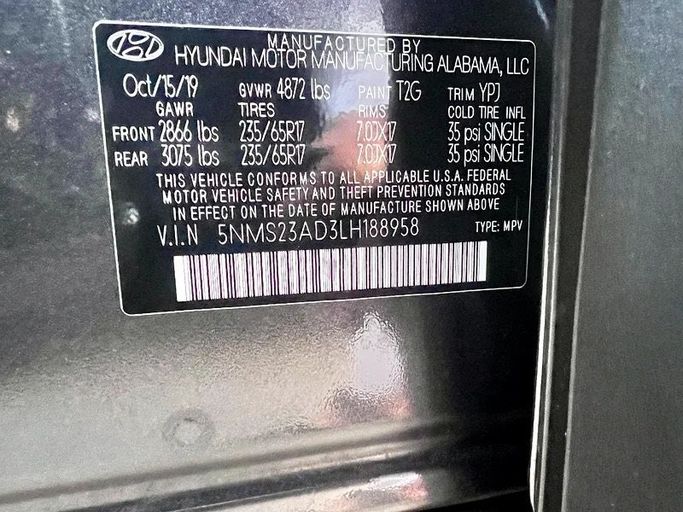 MANUFACTURED BY
HYUNDAI MOTOR MANUFACTURING ALABAMA, LLC
Oct/15/19 GVWR 4872 lbs PAINT T2G TRIM YPJ
GAWR TIRES RIMS COLD TIRE INFL
FRONT 2866 lbs 235/65R17 7.0JX17 35 psi SINGLE
REAR 3075 lbs 235/65R17 7.0JX17 35 psi SINGLE
THIS VEHICLE CONFORMS TO ALL APPLICABLE U.S.A. FEDERAL
MOTOR VEHICLE SAFETY AND THEFT PREVENTION STANDARDS
IN EFFECT ON THE DATE OF MANUFACTURE SHOWN ABOVE
V.I.N 5NMS23AD3LH188958 TYPE: MPV